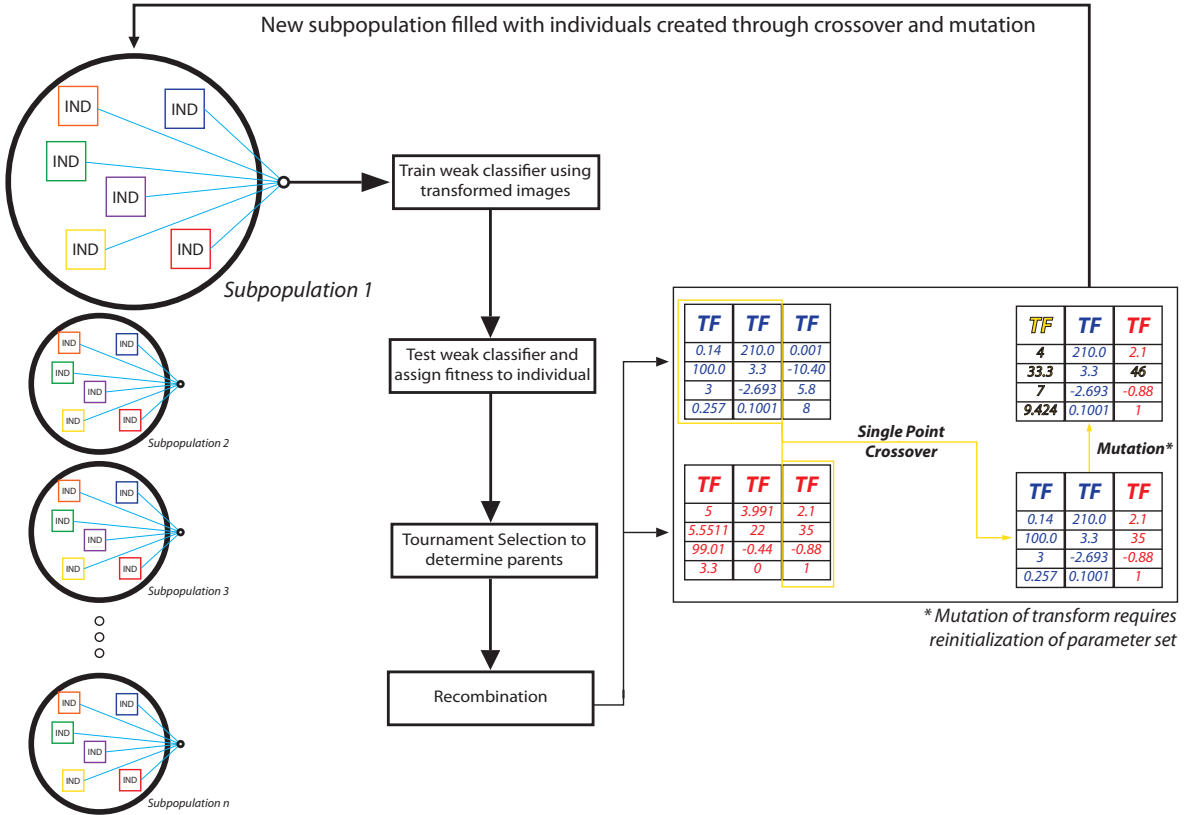 New subpopulation filled with individuals created through crossover and mutation
IND
IND
IND
IND
IND
IND
Subpopulation 1
IND
IND
IND
IND
IND
IND
Subpopulation 2
IND
IND
IND
IND
IND
IND
Subpopulation 3
IND
IND
IND
IND
IND
IND
Subpopulation n
Train weak classifier using
transformed images
Test weak classifier and
assign fitness to individual
Tournament Selection to
determine parents
Recombination
TF TF TF
0.14 210.0 0.001
100.0 3.3 -10.40
3 -2.693 5.8
0.257 0.1001 8
TF TF TF
5 3.991 2.1
5.5511 22 35
99.01 -0.44 -0.88
3.3 0 1
Single Point
Crossover
TF TF TF
4 210.0 2.1
33.3 3.3 46
7 -2.693 -0.88
9.424 0.1001 1
Mutation*
TF TF TF
0.14 210.0 2.1
100.0 3.3 35
3 -2.693 -0.88
0.257 0.1001 1
* Mutation of transform requires
reinitialization of parameter set